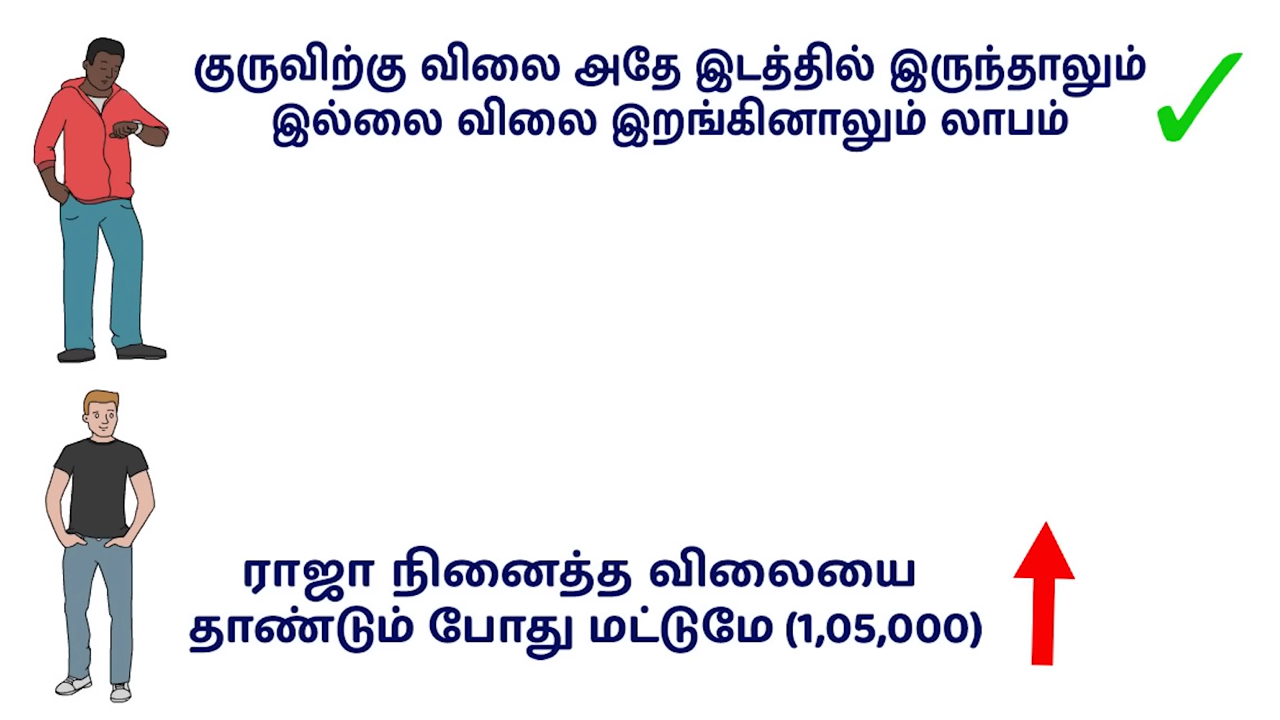 குருவிற்கு விலை அதே இடத்தில் இருந்தாலும்
இல்லை விலை இறங்கினாலும் லாபம்
ராஜா நினைத்த விலையை
தாண்டும் போது மட்டுமே (1,05,000)